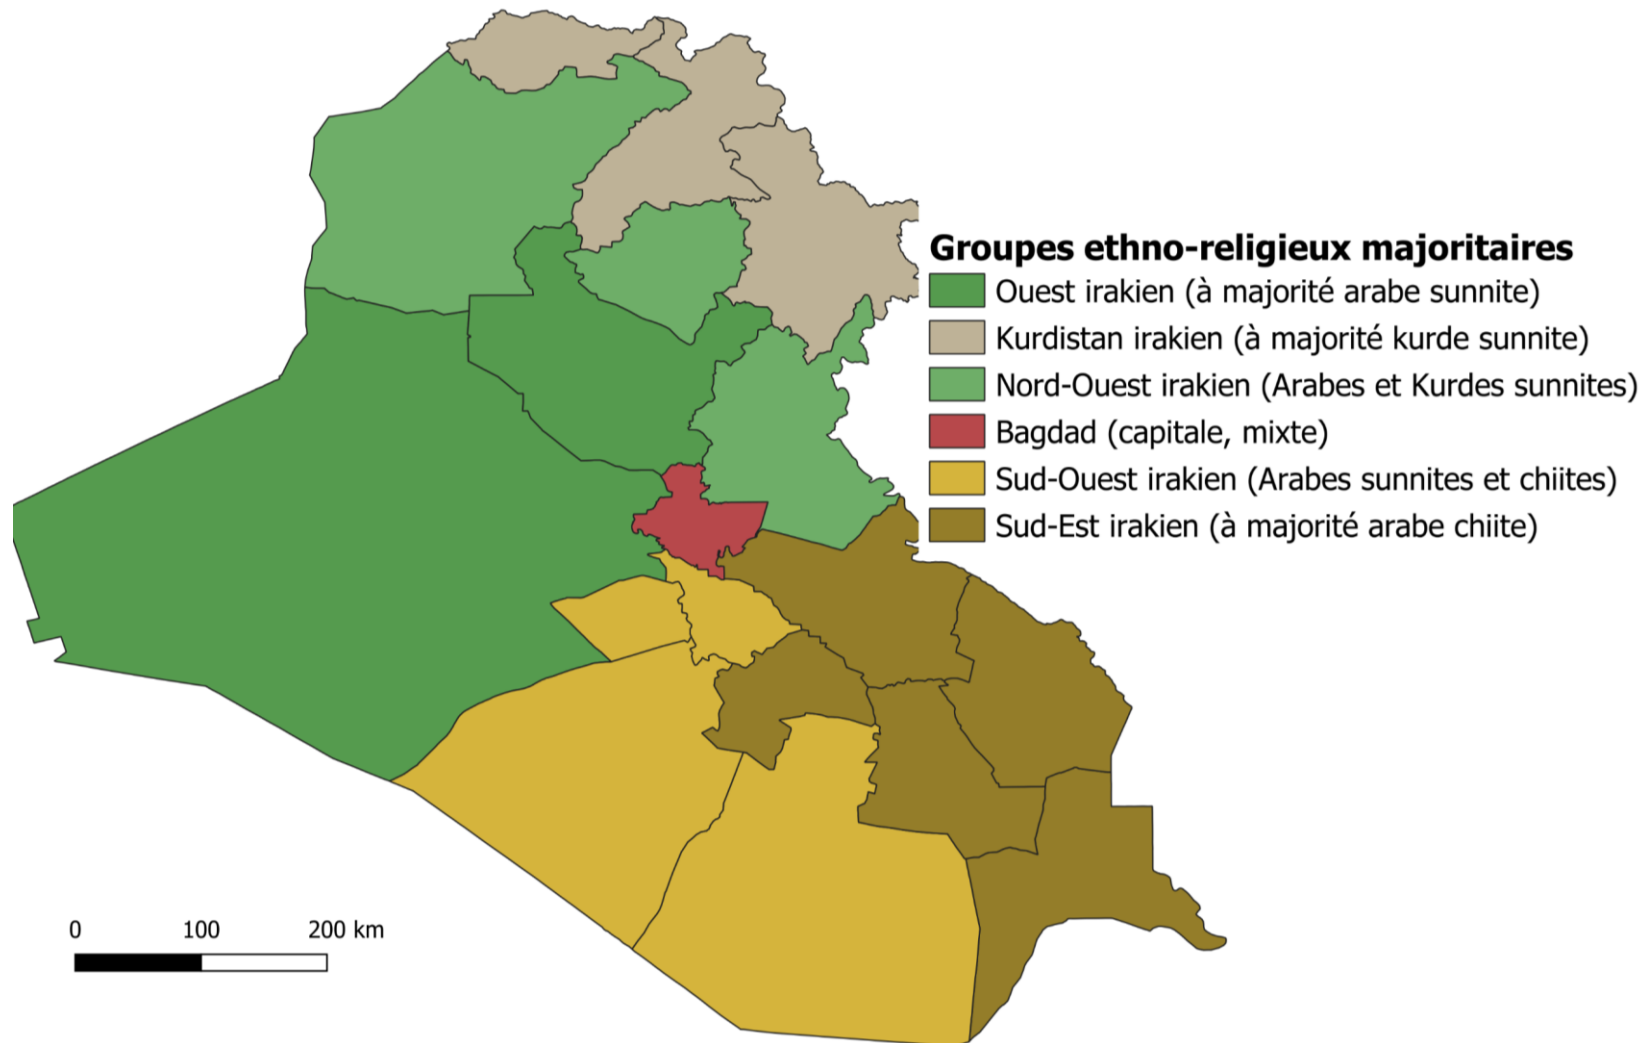 Groupes ethno-religieux majoritaires
Ouest irakien (à majorité arabe sunnite)
Kurdistan irakien (à majorité kurde sunnite)
Nord-Ouest irakien (Arabes et Kurdes sunnites)
Bagdad (capitale, mixte)
Sud-Ouest irakien (Arabes sunnites et chiites)
Sud-Est irakien (à majorité arabe chiite)
0 100 200 km